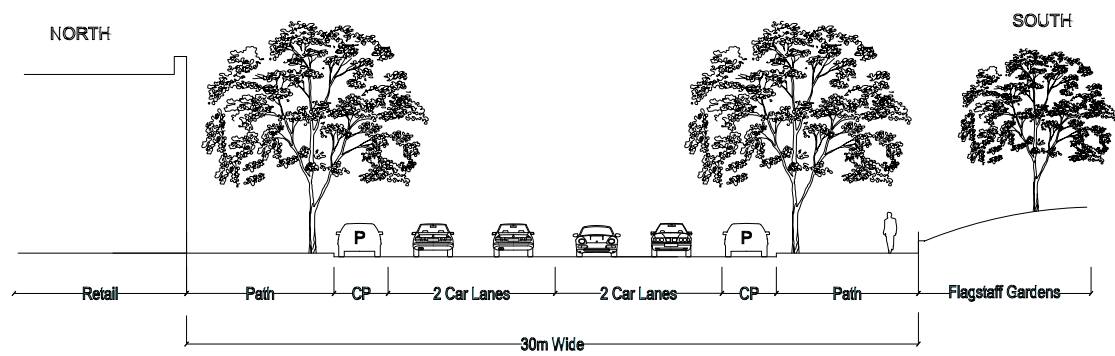 NORTH
SOUTH
P
P
Retail
Path
CP
2 Car Lanes
2 Car Lanes
CP
Path
Flagstaff Gardens
30m Wide